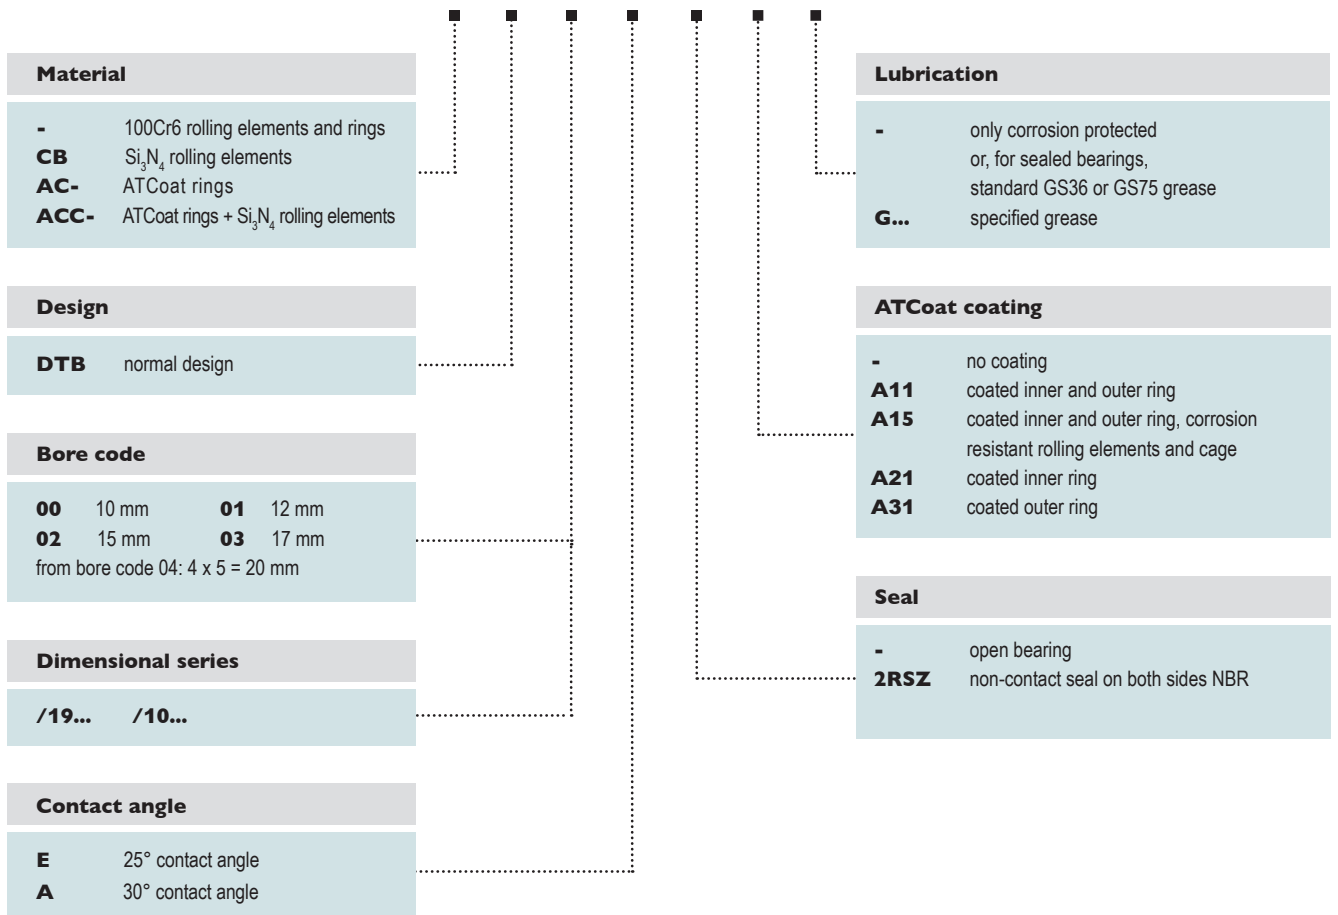 Material
- 100Cr6 rolling elements and rings
CB Si₃N₄ rolling elements
AC- ATCoat rings
ACC- ATCoat rings + Si₃N₄ rolling elements
Design
DTB normal design
Bore code
00 10 mm 01 12 mm
02 15 mm 03 17 mm
from bore code 04: 4 x 5 = 20 mm
Dimensional series
/19... /10...
Contact angle
E 25° contact angle
A 30° contact angle
Lubrication
- only corrosion protected
or, for sealed bearings,
standard GS36 or GS75 grease
G... specified grease
ATCoat coating
- no coating
A11 coated inner and outer ring
A15 coated inner and outer ring, corrosion
resistant rolling elements and cage
A21 coated inner ring
A31 coated outer ring
Seal
- open bearing
2RSZ non-contact seal on both sides NBR